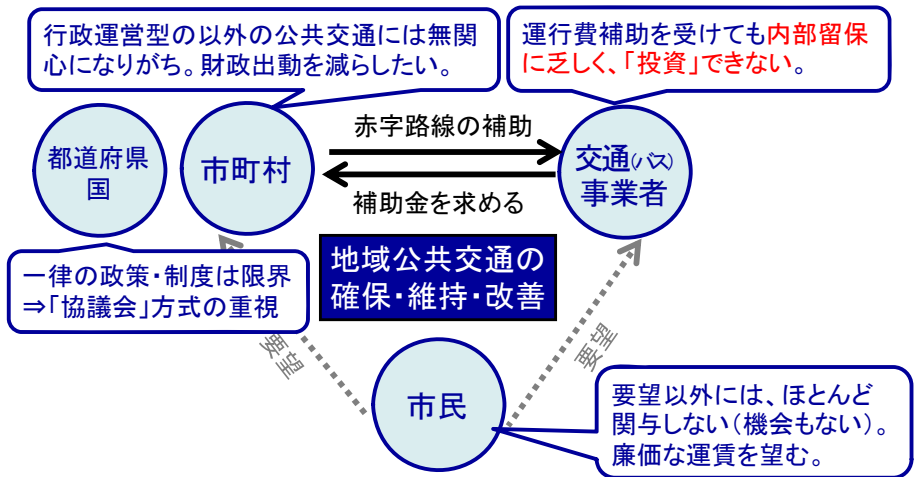 行政運営型の以外の公共交通には無関
心になりがち。財政出動を減らしたい。
運行費補助を受けても内部留保
に乏しく、「投資」できない。
都道府県
国
市町村
赤字路線の補助
補助金を求める
交通(バス)
事業者
一律の政策・制度は限界
⇒「協議会」方式の重視
地域公共交通の
確保・維持・改善
要望
要望
市民
要望以外には、ほとんど
関与しない(機会もない)。
廉価な運賃を望む。